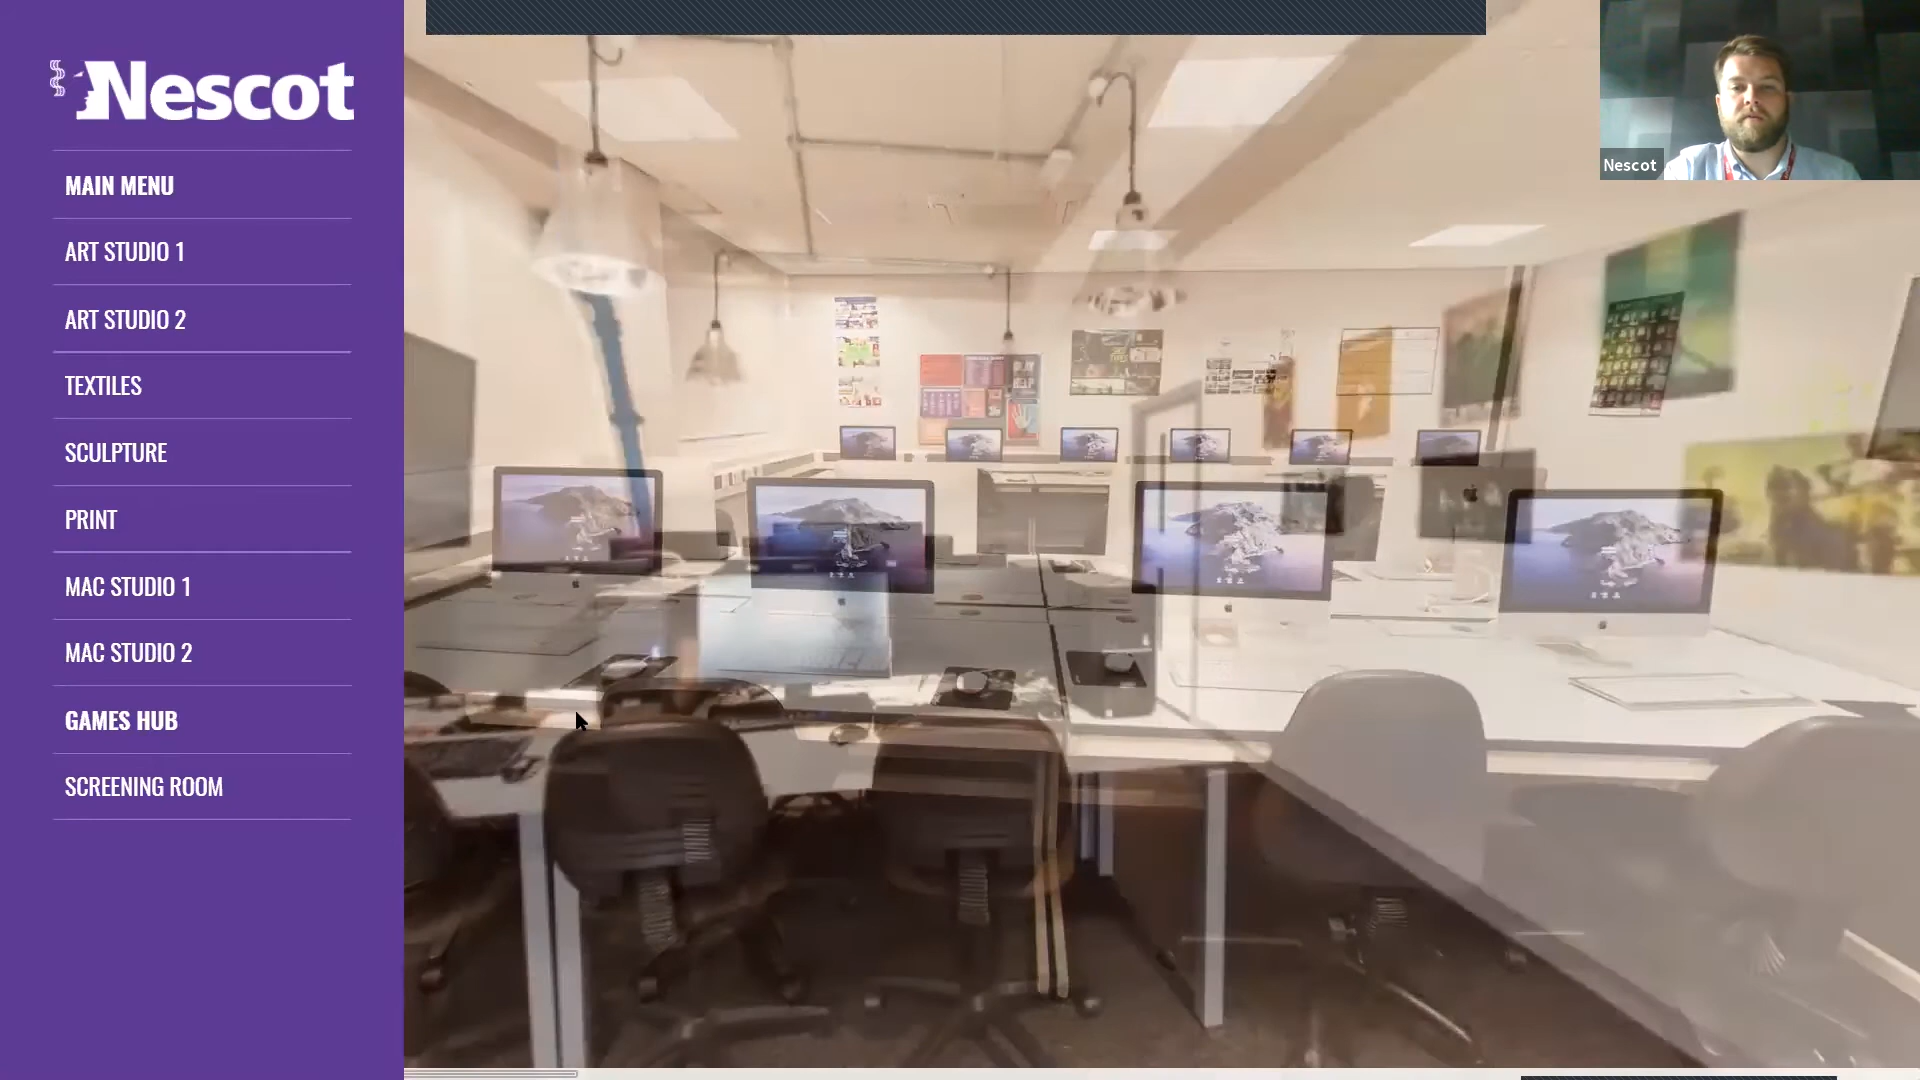 Nescot
MAIN MENU
ART STUDIO 1
ART STUDIO 2
TEXTILES
SCULPTURE
PRINT
MAC STUDIO 1
MAC STUDIO 2
GAMES HUB
SCREENING ROOM
Nescot